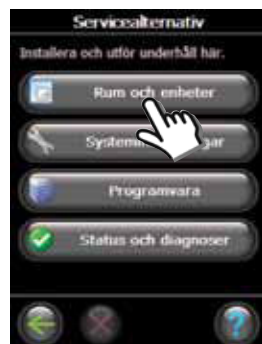 Servicealternativ
Installera och utför underhåll här.
Rum och enheter
Programvara
Status och diagnoser
?